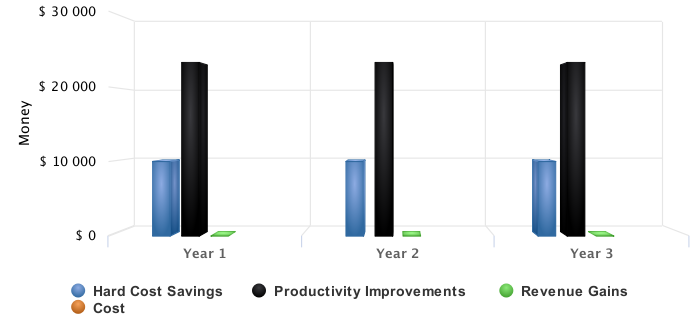 $ 30 000
$ 20 000
$ 10 000
$ 0
Money
Year 1
Year 2
Year 3
Hard Cost Savings
Productivity Improvements
Revenue Gains
Cost